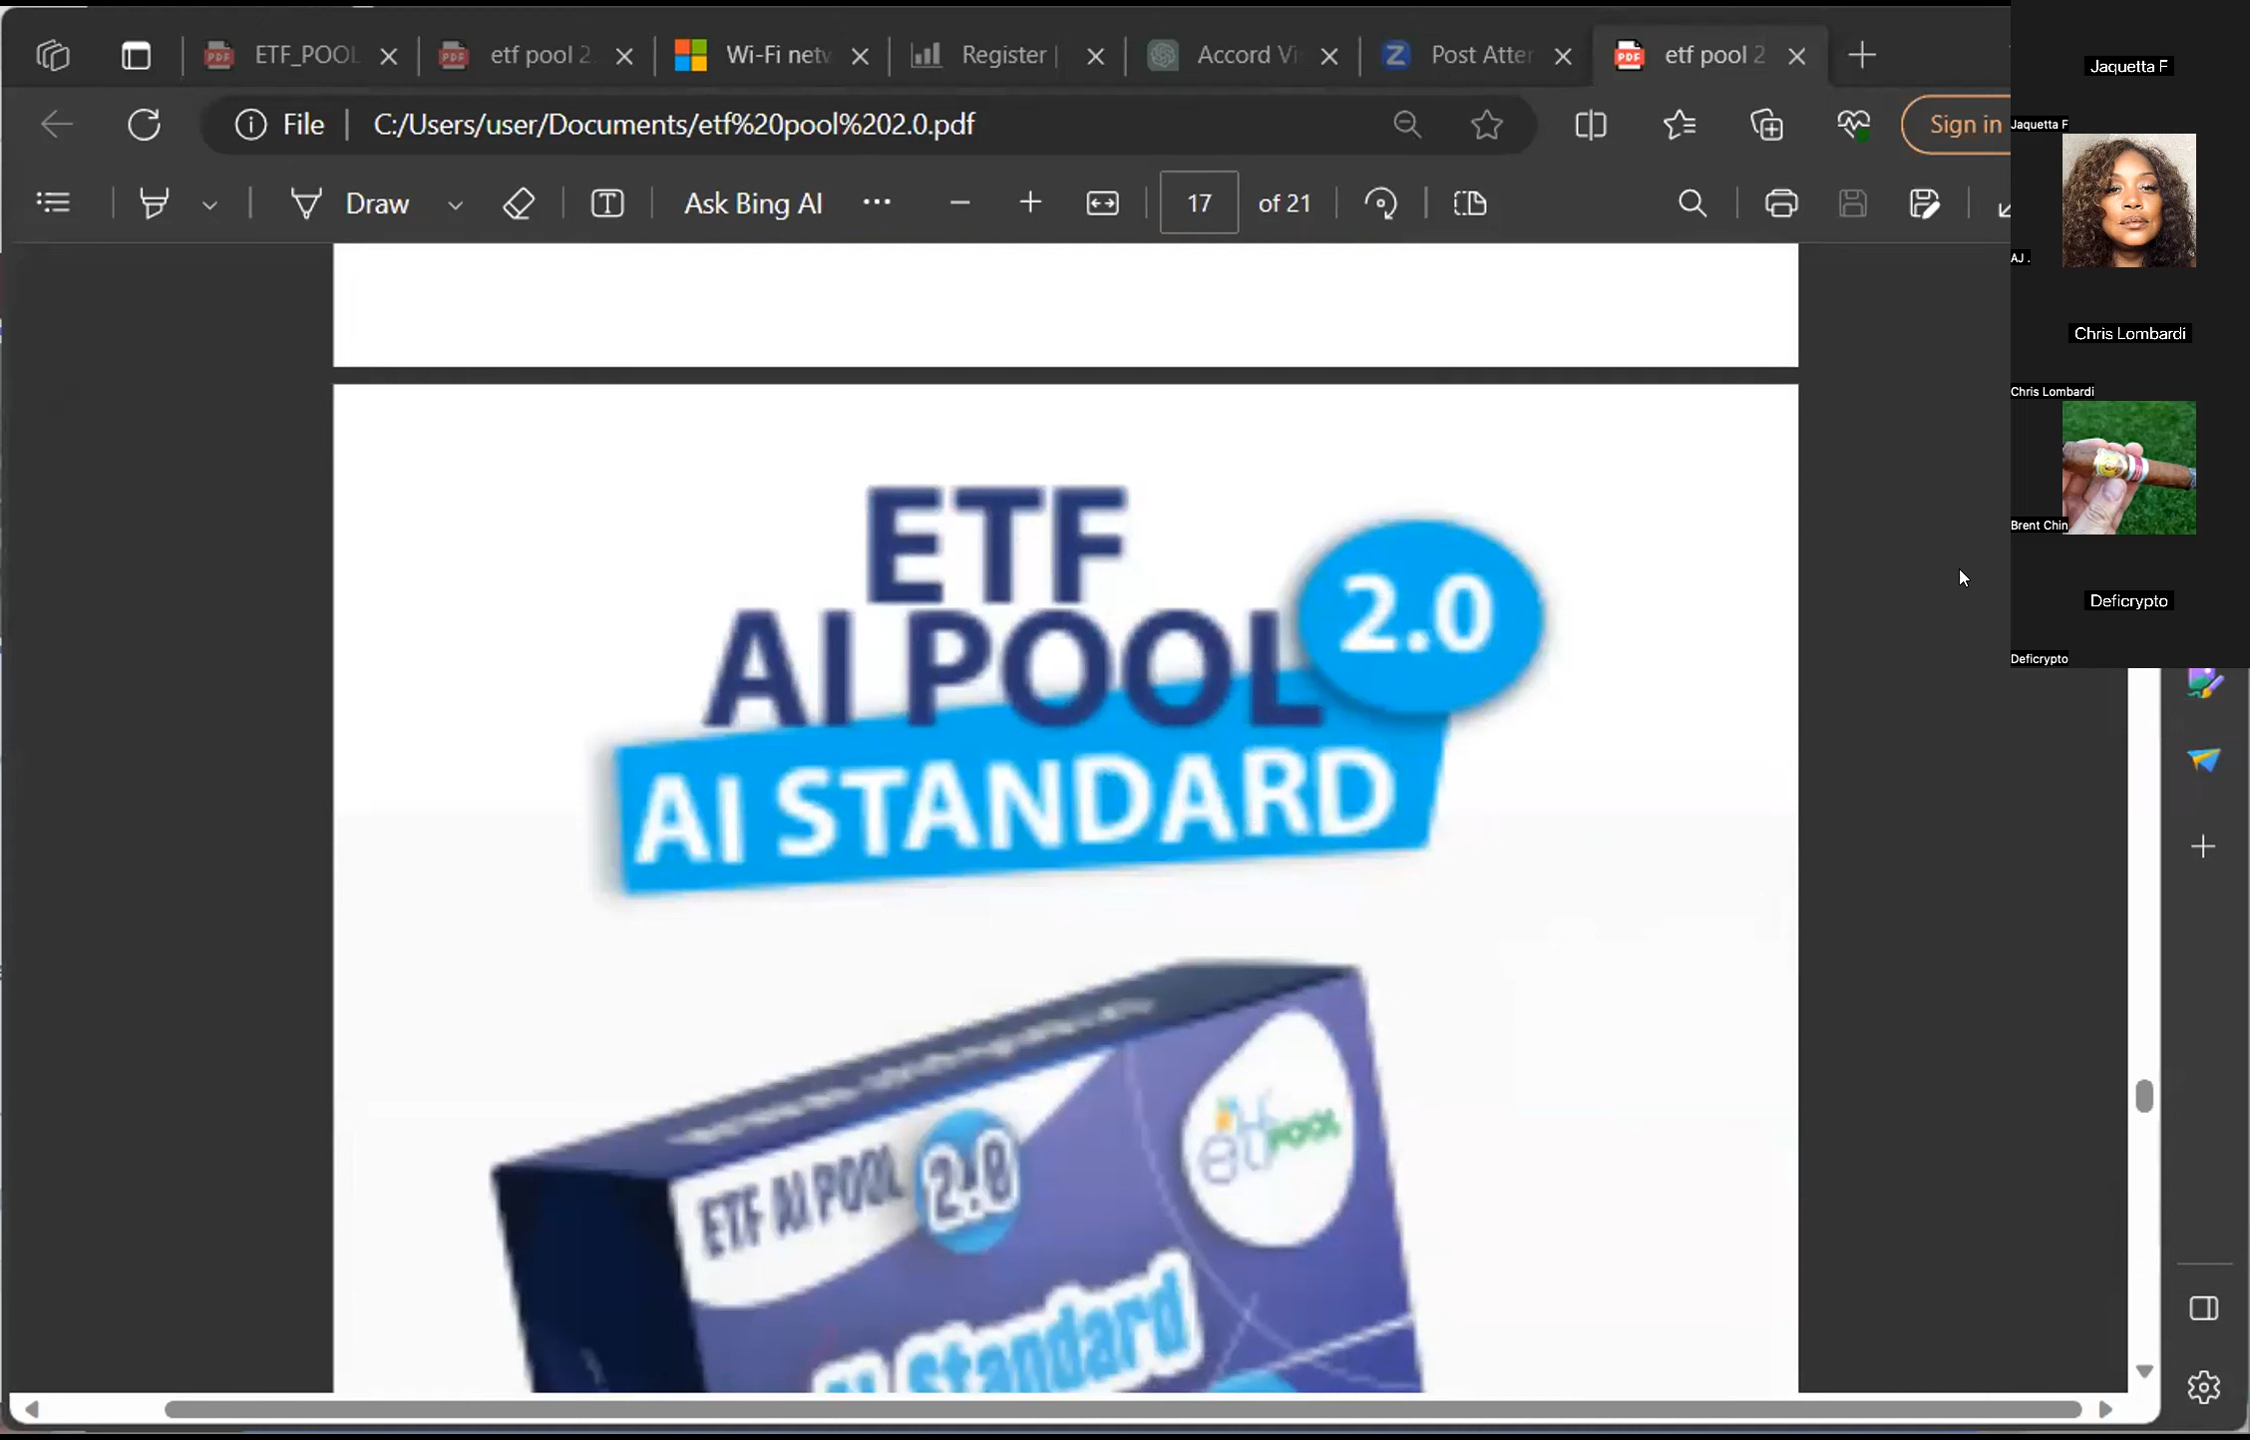 ETF_POOL
etf pool 2.
Wi-Fi netw
Register |
Accord Vi
Post Atter
etf pool 2
File
C:/Users/user/Documents/etf%20pool%202.0.pdf
Sign in
Draw
Ask Bing AI
17
of 21
Jaquetta F
Jaquetta F
AJ .
Chris Lombardi
Chris Lombardi
Brent Chin
Deficrypto
Deficrypto
ETF
AI POOL
2.0
AI STANDARD
ETF AI POOL
2.0
etf POOL
AI Standard